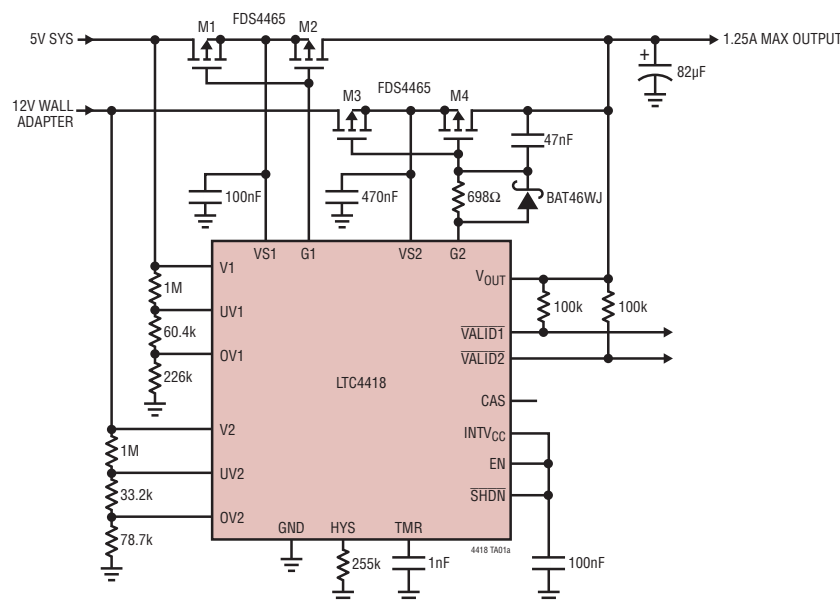 FDS4465
M1
M2
5V SYS
1.25A MAX OUTPUT
+
82µF
FDS4465
M3
M4
12V WALL
ADAPTER
47nF
100nF
470nF
698Ω
BAT46WJ
VS1
G1
VS2
G2
V1
VOUT
1M
100k
100k
UV1
60.4k
VALID1
OV1
VALID2
226k
LTC4418
CAS
V2
INTVCC
1M
EN
UV2
33.2k
SHDN
OV2
GND
HYS
TMR
78.7k
4418 TA01a
255k
1nF
100nF